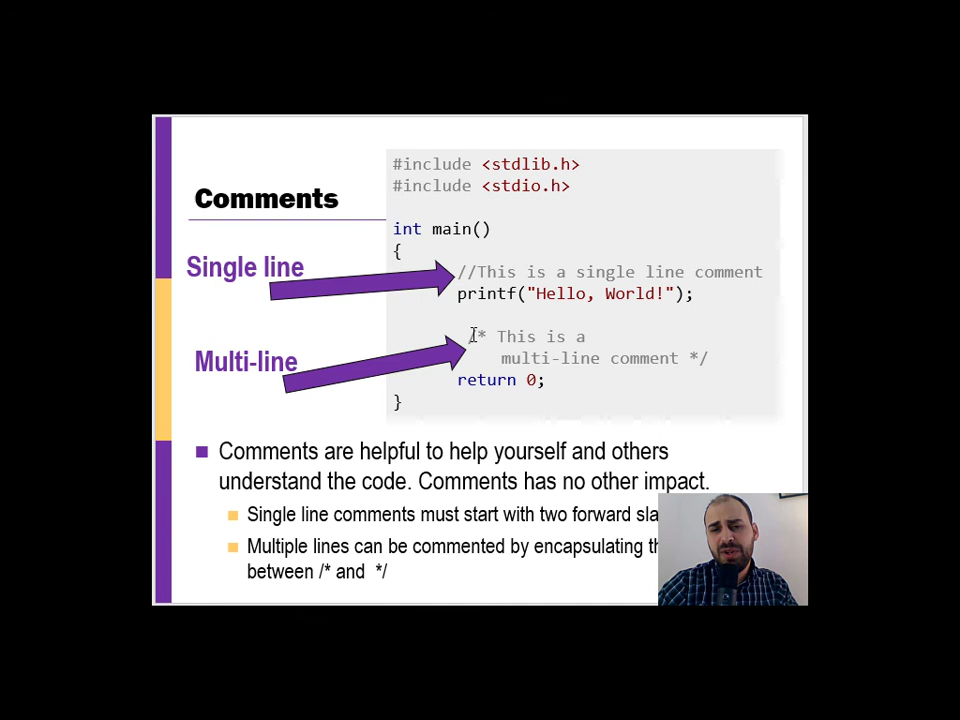 Comments
#include <stdlib.h>
#include <stdio.h>
int main()
{
Single line
//This is a single line comment
printf("Hello, World!");
Multi-line
/* This is a
multi-line comment */
return 0;
}
Comments are helpful to help yourself and others
understand the code. Comments has no other impact.
Single line comments must start with two forward
Multiple lines can be commented by encapsulating
between /* and */